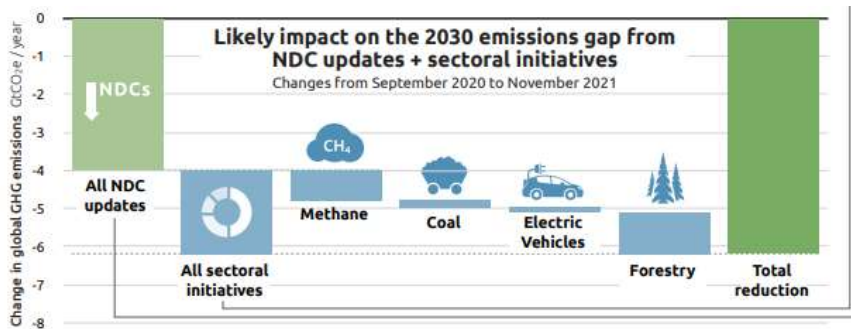 Likely impact on the 2030 emissions gap from
NDC updates + sectoral initiatives
Changes from September 2020 to November 2021
Change in global GHG emissions GtCO₂e / year
0
-1
-2
-3
-4
-5
-6
-7
-8
NDCs
All NDC
updates
All sectoral
initiatives
CH₄
Methane
Coal
Electric
Vehicles
Forestry
Total
reduction